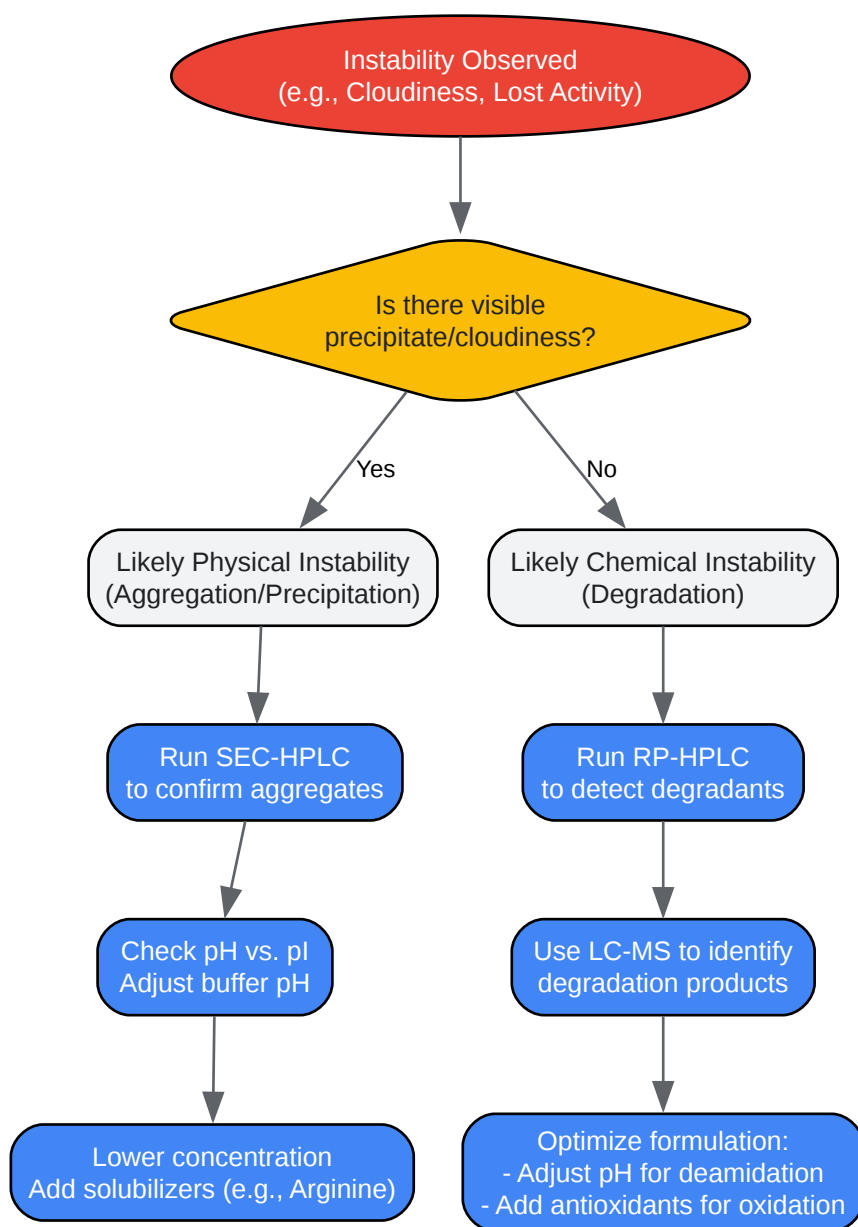 Instability Observed
(e.g., Cloudiness, Lost Activity)
Is there visible
precipitate/cloudiness?
Yes
No
Likely Physical Instability
(Aggregation/Precipitation)
Likely Chemical Instability
(Degradation)
Run SEC-HPLC
to confirm aggregates
Run RP-HPLC
to detect degradants
Check pH vs. pI
Adjust buffer pH
Use LC-MS to identify
degradation products
Lower concentration
Add solubilizers (e.g., Arginine)
Optimize formulation:
- Adjust pH for deamidation
- Add antioxidants for oxidation